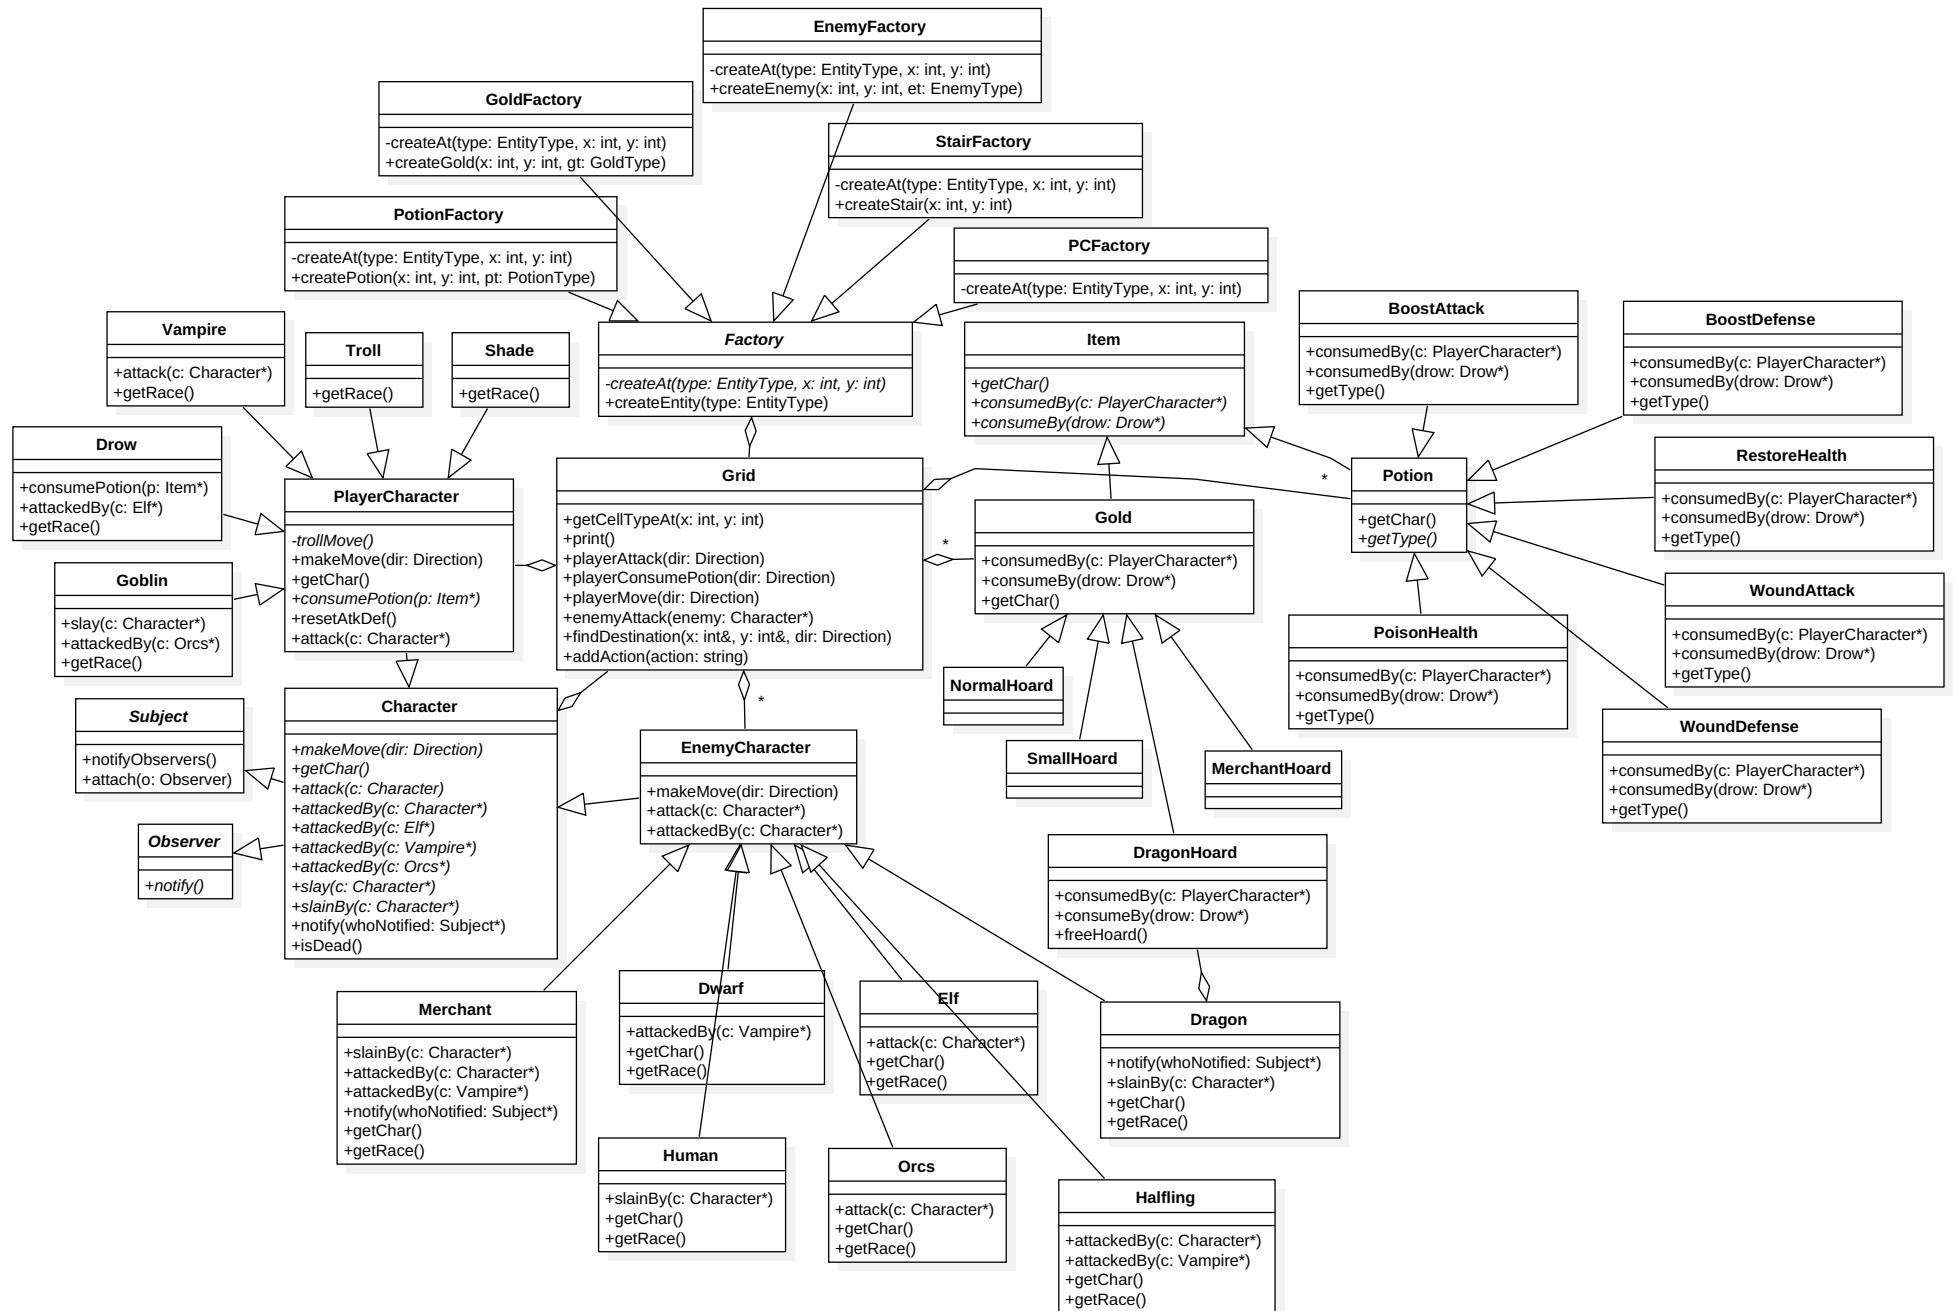 EnemyFactory
-createAt(type: EntityType, x: int, y: int)
+createEnemy(x: int, y: int, et: EnemyType)
GoldFactory
-createAt(type: EntityType, x: int, y: int)
+createGold(x: int, y: int, gt: GoldType)
StairFactory
-createAt(type: EntityType, x: int, y: int)
+createStair(x: int, y: int)
PotionFactory
-createAt(type: EntityType, x: int, y: int)
+createPotion(x: int, y: int, pt: PotionType)
PCFactory
-createAt(type: EntityType, x: int, y: int)
Vampire
+attack(c: Character*)
+getRace()
Troll
+getRace()
Shade
+getRace()
Factory
-createAt(type: EntityType, x: int, y: int)
+createEntity(type: EntityType)
Item
+getChar()
+consumedBy(c: PlayerCharacter*)
+consumeBy(drow: Drow*)
BoostAttack
+consumedBy(c: PlayerCharacter*)
+consumedBy(drow: Drow*)
+getType()
BoostDefense
+consumedBy(c: PlayerCharacter*)
+consumedBy(drow: Drow*)
+getType()
Drow
+consumePotion(p: Item*)
+attackedBy(c: Elf*)
+getRace()
PlayerCharacter
-trollMove()
+makeMove(dir: Direction)
+getChar()
+consumePotion(p: Item*)
+resetAtkDef()
+attack(c: Character*)
Grid
+getCellTypeAt(x: int, y: int)
+print()
+playerAttack(dir: Direction)
+playerConsumePotion(dir: Direction)
+playerMove(dir: Direction)
+enemyAttack(enemy: Character*)
+findDestination(x: int&, y: int&, dir: Direction)
+addAction(action: string)
*
*
*
Potion
+getChar()
+getType()
RestoreHealth
+consumedBy(c: PlayerCharacter*)
+consumedBy(drow: Drow*)
+getType()
Gold
+consumedBy(c: PlayerCharacter*)
+consumeBy(drow: Drow*)
+getChar()
Goblin
+slay(c: Character*)
+attackedBy(c: Orcs*)
+getRace()
WoundAttack
+consumedBy(c: PlayerCharacter*)
+consumedBy(drow: Drow*)
+getType()
PoisonHealth
+consumedBy(c: PlayerCharacter*)
+consumedBy(drow: Drow*)
+getType()
NormalHoard
SmallHoard
MerchantHoard
WoundDefense
+consumedBy(c: PlayerCharacter*)
+consumedBy(drow: Drow*)
+getType()
Subject
+notifyObservers()
+attach(o: Observer)
Character
+makeMove(dir: Direction)
+getChar()
+attack(c: Character)
+attackedBy(c: Character*)
+attackedBy(c: Elf*)
+attackedBy(c: Vampire*)
+attackedBy(c: Orcs*)
+slay(c: Character*)
+slainBy(c: Character*)
+notify(whoNotified: Subject*)
+isDead()
EnemyCharacter
+makeMove(dir: Direction)
+attack(c: Character*)
+attackedBy(c: Character*)
Observer
+notify()
DragonHoard
+consumedBy(c: PlayerCharacter*)
+consumeBy(drow: Drow*)
+freeHoard()
Merchant
+slainBy(c: Character*)
+attackedBy(c: Character*)
+attackedBy(c: Vampire*)
+notify(whoNotified: Subject*)
+getChar()
+getRace()
Dwarf
+attackedBy(c: Vampire*)
+getChar()
+getRace()
Elf
+attack(c: Character*)
+getChar()
+getRace()
Dragon
+notify(whoNotified: Subject*)
+slainBy(c: Character*)
+getChar()
+getRace()
Human
+slainBy(c: Character*)
+getChar()
+getRace()
Orcs
+attack(c: Character*)
+getChar()
+getRace()
Halfling
+attackedBy(c: Character*)
+attackedBy(c: Vampire*)
+getChar()
+getRace()